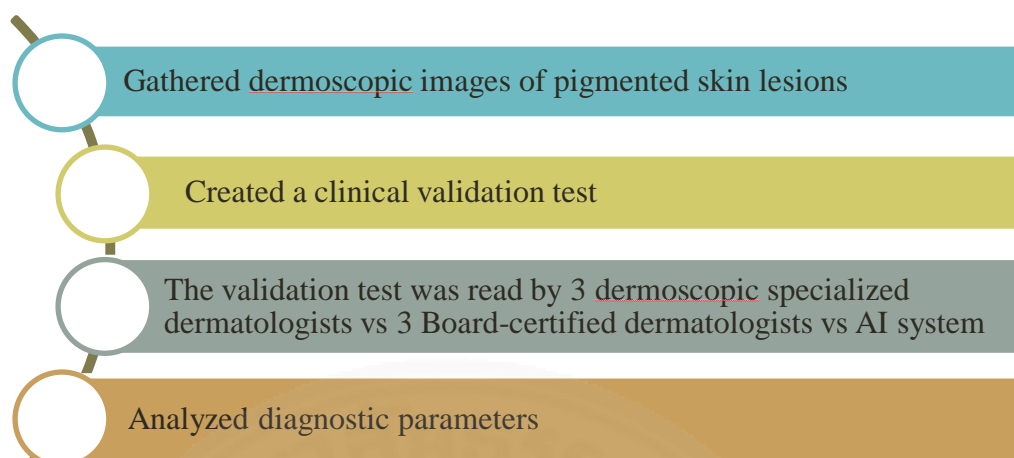 Gathered dermoscopic images of pigmented skin lesions
Created a clinical validation test
The validation test was read by 3 dermoscopic specialized
dermatologists vs 3 Board-certified dermatologists vs AI system
Analyzed diagnostic parameters